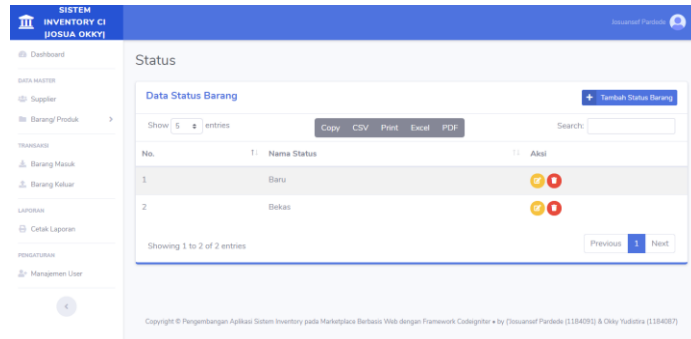 SISTEM
INVENTORY CI
|JOSUA OKKY|
Josuansef Pardede
Dashboard
DATA MASTER
Supplier
Barang/ Produk
TRANSAKSI
Barang Masuk
Barang Keluar
LAPORAN
Cetak Laporan
PENGATURAN
Manajemen User
Status
Data Status Barang
Tambah Status Barang
Show 5 entries
Copy CSV Print Excel PDF
Search:
No. Nama Status Aksi
1 Baru
2 Bekas
Showing 1 to 2 of 2 entries
Previous 1 Next
Copyright © Pengembangan Aplikasi Sistem Inventory pada Marketplace Berbasis Web dengan Framework Codeigniter • by (Josuansef Pardede (1184091) & Okky Yudistira (1184087)